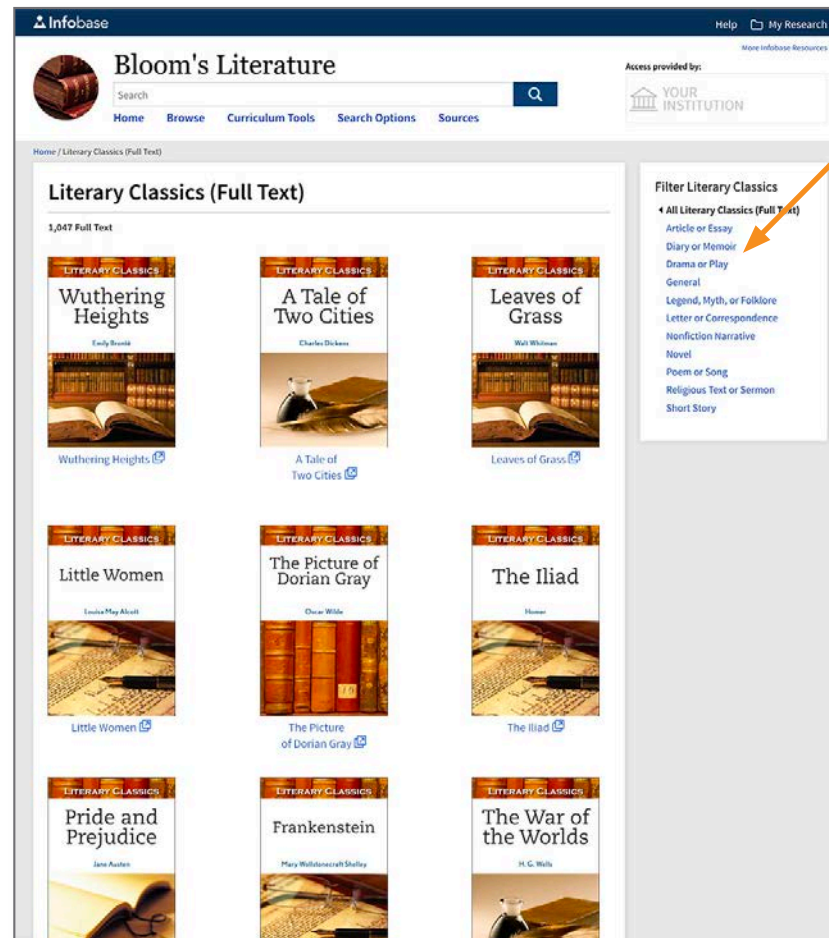 Infobase
Help My Research
More Infobase Resources
Bloom's Literature
Access provided by:
Search
YOUR
INSTITUTION
Home Browse Curriculum Tools Search Options Sources
Home / Literary Classics (Full Text)
Literary Classics (Full Text)
1,047 Full Text
LITERARY CLASSICS
Wuthering
Heights
Emily Brontë
Wuthering Heights
LITERARY CLASSICS
A Tale of
Two Cities
Charles Dickens
A Tale of
Two Cities
LITERARY CLASSICS
Leaves of
Grass
Walt Whitman
Leaves of Grass
LITERARY CLASSICS
Little Women
Louisa May Alcott
Little Women
LITERARY CLASSICS
The Picture of
Dorian Gray
Oscar Wilde
The Picture
of Dorian Gray
LITERARY CLASSICS
The Iliad
Homer
The Iliad
LITERARY CLASSICS
Pride and
Prejudice
Jane Austen
LITERARY CLASSICS
Frankenstein
Mary Wollstonecraft Shelley
LITERARY CLASSICS
The War of
the Worlds
H. G. Wells
Filter Literary Classics
All Literary Classics (Full Text)
Article or Essay
Diary or Memoir
Drama or Play
General
Legend, Myth, or Folklore
Letter or Correspondence
Nonfiction Narrative
Novel
Poem or Song
Religious Text or Sermon
Short Story